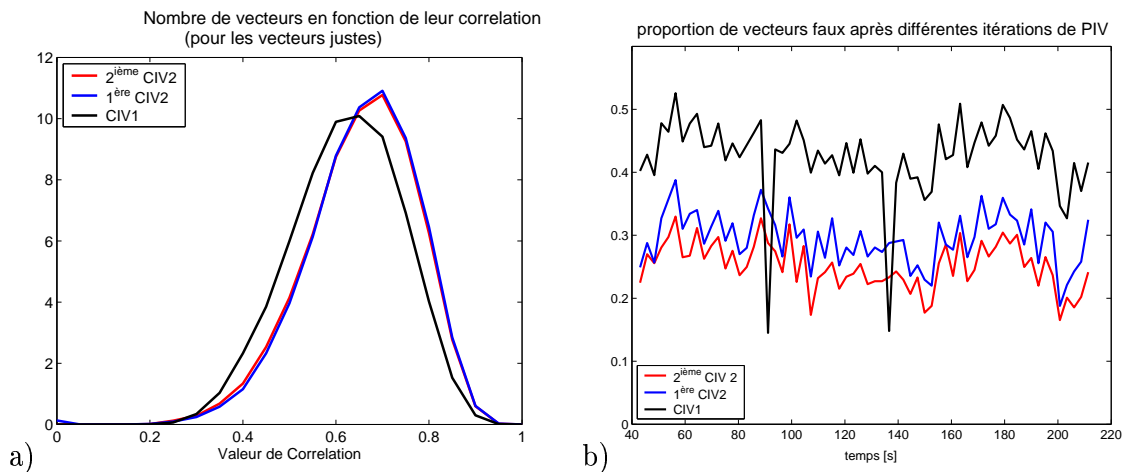 Nombre de vecteurs en fonction de leur correlation
(pour les vecteurs justes)
12
10
8
6
4
2
0
2ième CIV2
1ère CIV2
CIV1
0
0.2
0.4
0.6
0.8
1
Valeur de Correlation
a)
proportion de vecteurs faux après différentes itérations de PIV
0.5
0.4
0.3
0.2
0.1
0
2ième CIV 2
1ère CIV2
CIV1
40
60
80
100
120
140
160
180
200
220
temps [s]
b)